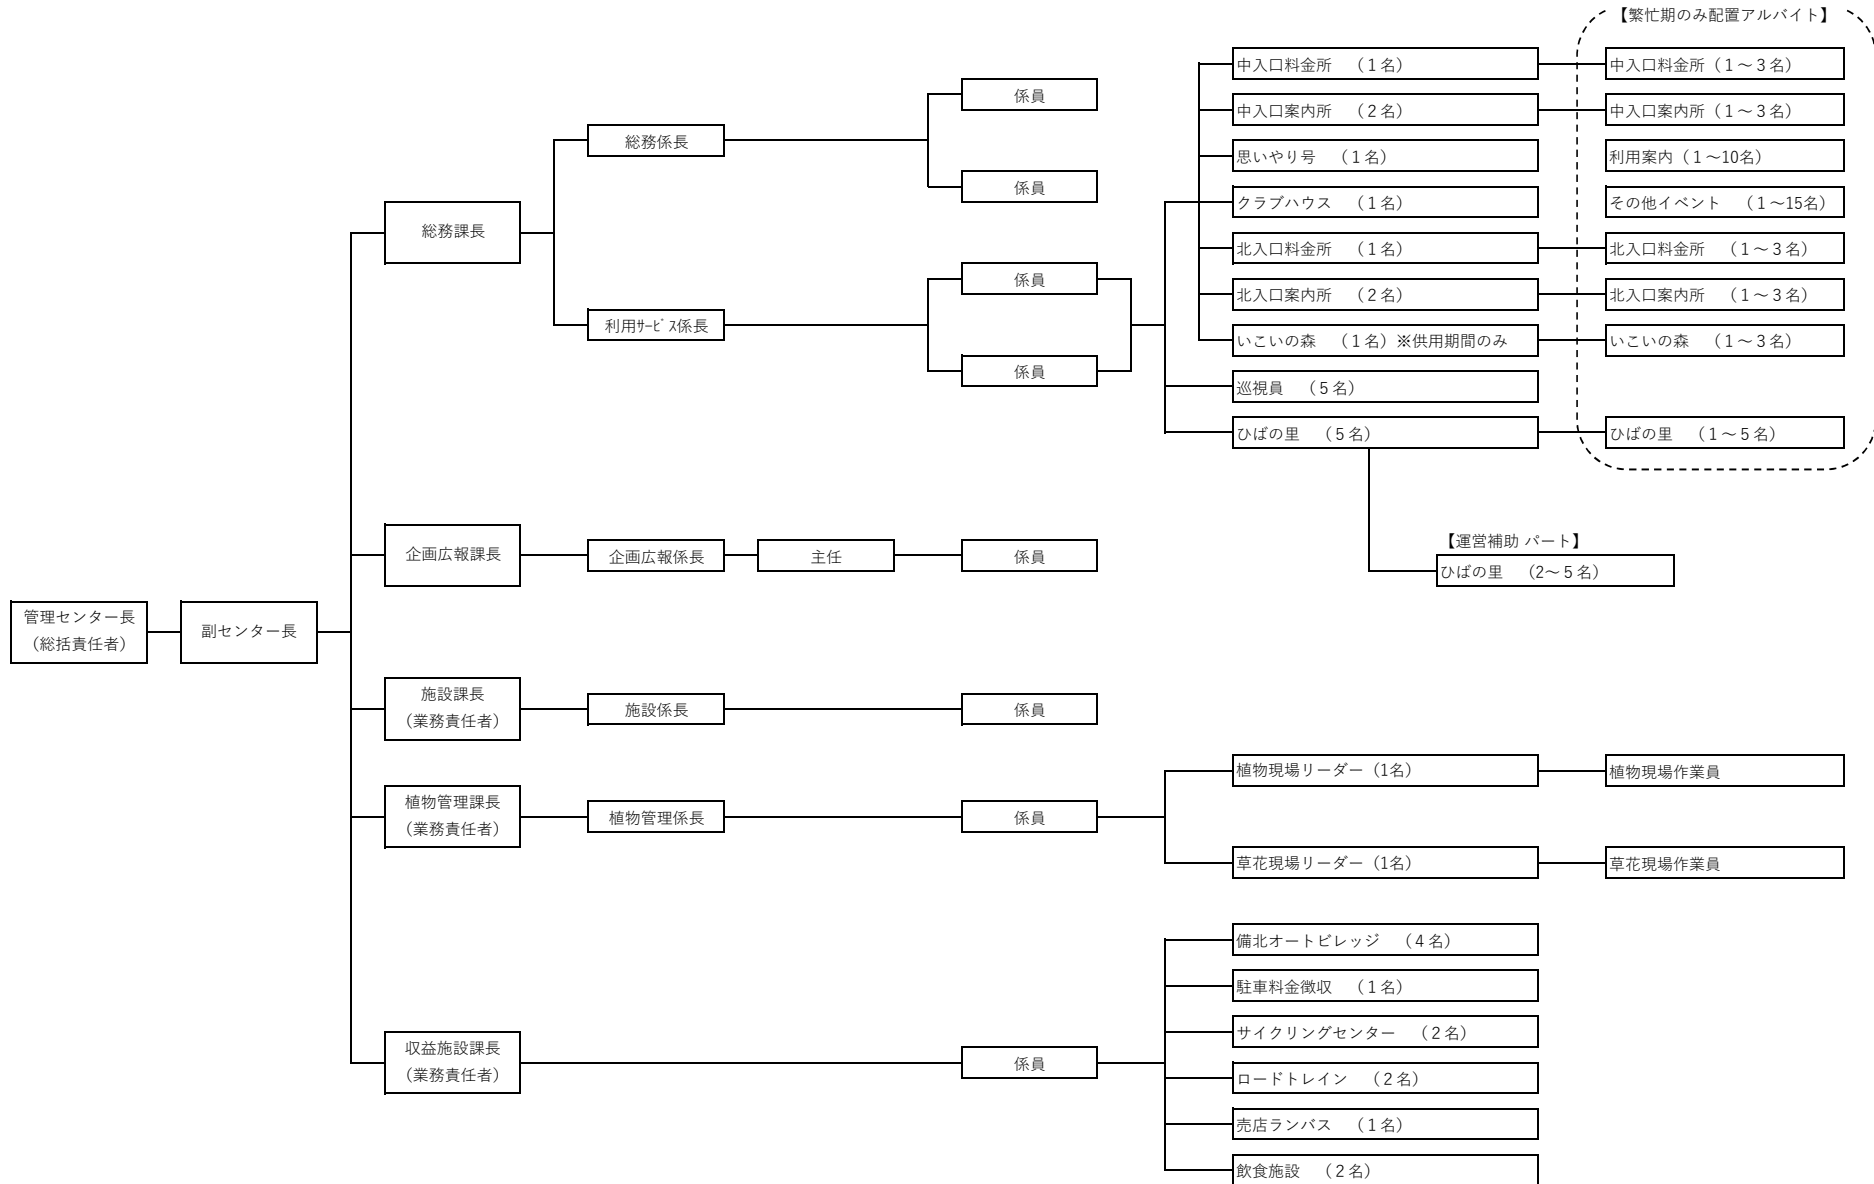 【繁忙期のみ配置アルバイト】
中入口料金所　（１名）
中入口料金所（１～３名）
係員
中入口案内所　（２名）
中入口案内所（１～３名）
総務係長
思いやり号　（１名）
利用案内（１～10名）
係員
クラブハウス　（１名）
その他イベント　（１～15名）
総務課長
北入口料金所　（１名）
北入口料金所　（１～３名）
係員
北入口案内所　（２名）
北入口案内所　（１～３名）
利用ｻｰﾋﾞｽ係長
いこいの森　（１名）※供用期間のみ
いこいの森　（１～３名）
係員
巡視員　（５名）
ひばの里　（５名）
ひばの里　（１～５名）
【運営補助 パート】
ひばの里　（2～５名）
企画広報課長
企画広報係長
主任
係員
管理センター長
（総括責任者）
副センター長
施設課長
（業務責任者）
施設係長
係員
植物現場リーダー（1名）
植物現場作業員
植物管理課長
（業務責任者）
植物管理係長
係員
草花現場リーダー（1名）
草花現場作業員
備北オートビレッジ　（４名）
駐車料金徴収　（１名）
サイクリングセンター　（２名）
収益施設課長
（業務責任者）
係員
ロードトレイン　（２名）
売店ランバス　（１名）
飲食施設　（２名）